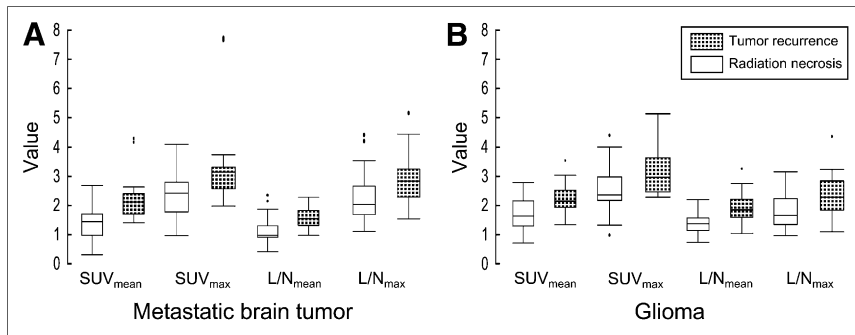 A
8
7
6
5
4
3
2
1
0
Value
SUVmean
SUVmax
L/Nmean
L/Nmax
Metastatic brain tumor
B
8
7
6
5
4
3
2
1
0
Value
Tumor recurrence
Radiation necrosis
SUVmean
SUVmax
L/Nmean
L/Nmax
Glioma